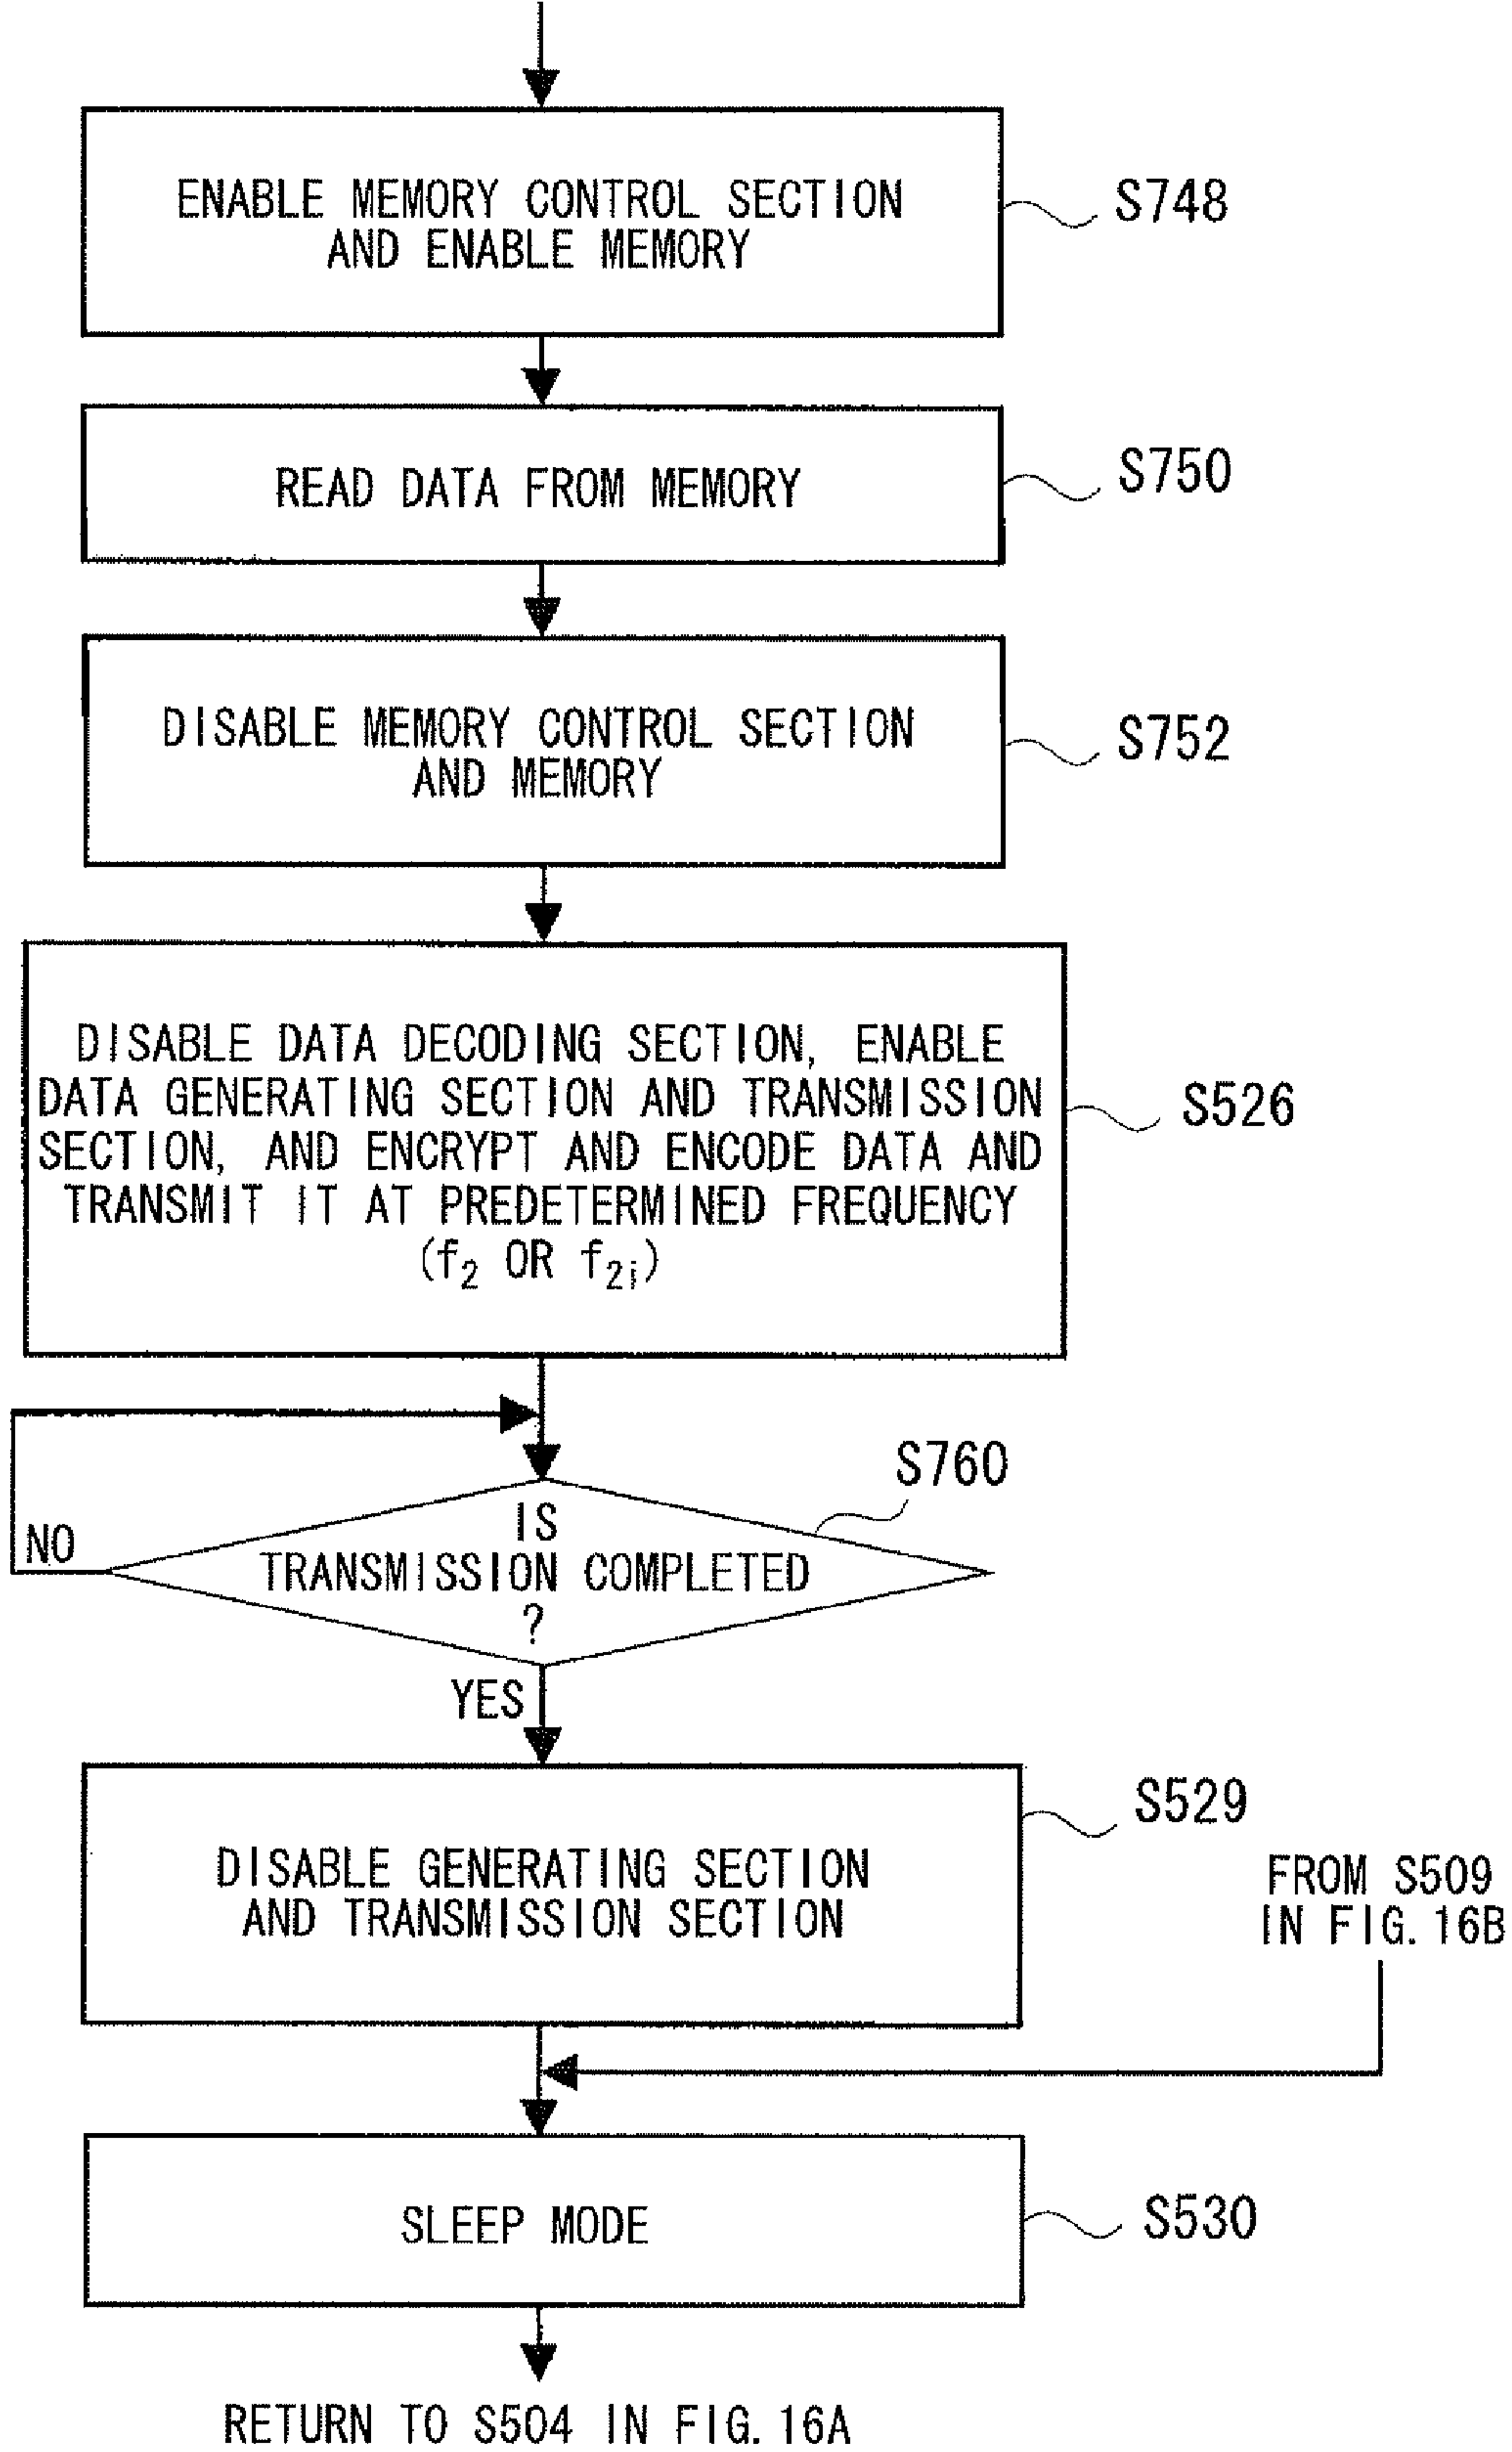 ENABLE MEMORY CONTROL SECTION
AND ENABLE MEMORY
S748
READ DATA FROM MEMORY
S750
DISABLE MEMORY CONTROL SECTION
AND MEMORY
S752
DISABLE DATA DECODING SECTION, ENABLE
DATA GENERATING SECTION AND TRANSMISSION
SECTION, AND ENCRYPT AND ENCODE DATA AND
TRANSMIT IT AT PREDETERMINED FREQUENCY
(f2 OR f2i)
S526
S760
IS
TRANSMISSION COMPLETED
?
NO
YES
S529
DISABLE GENERATING SECTION
AND TRANSMISSION SECTION
FROM S509
IN FIG. 16B
SLEEP MODE
S530
RETURN TO S504 IN FIG. 16A